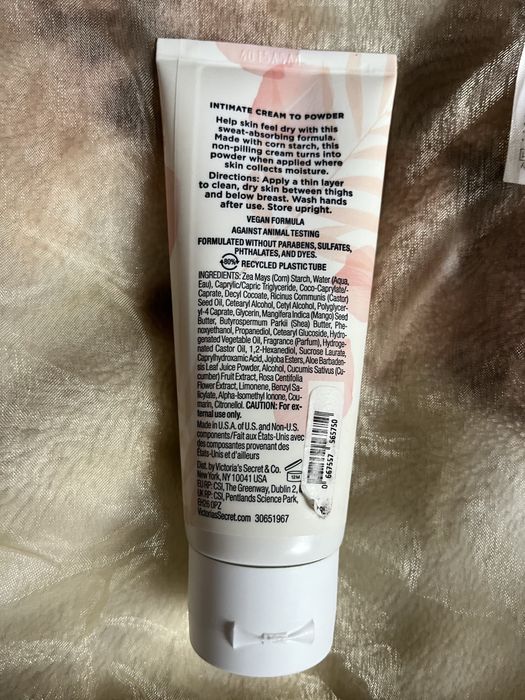 4015A5A4
INTIMATE CREAM TO POWDER
Help skin feel dry with this
sweat-absorbing formula.
Made with corn starch, this
non-pilling cream turns into
powder when applied where
skin collects moisture.
Directions: Apply a thin layer
to clean, dry skin between thighs
and below breast. Wash hands
after use. Store upright.
VEGAN FORMULA
AGAINST ANIMAL TESTING
FORMULATED WITHOUT PARABENS, SULFATES,
PHTHALATES, AND DYES.
80% RECYCLED PLASTIC TUBE
INGREDIENTS: Zea Mays (Corn) Starch, Water (Aqua,
Eau), Caprylic/Capric Triglyceride, Coco-Caprylate/
Caprate, Decyl Cocoate, Ricinus Communis (Castor)
Seed Oil, Cetearyl Alcohol, Cetyl Alcohol, Polyglycer-
yl-4 Caprate, Glycerin, Mangifera Indica (Mango) Seed
Butter, Butyrospermum Parkii (Shea) Butter, Phe-
noxyethanol, Propanediol, Cetearyl Glucoside, Hydro-
genated Vegetable Oil, Fragrance (Parfum), Hydroge-
nated Castor Oil, 1,2-Hexanediol, Sucrose Laurate,
Caprylhydroxamic Acid, Jojoba Esters, Aloe Barbaden-
sis Leaf Juice Powder, Alcohol, Cucumis Sativus (Cu-
cumber) Fruit Extract, Rosa Centifolia
Flower Extract, Limonene, Benzyl Sa-
licylate, Alpha-Isomethyl Ionone, Cou-
marin, Citronellol. CAUTION: For ex-
ternal use only.
Made in U.S.A. of U.S. and Non-U.S.
components/Fait aux États-Unis avec
des composantes provenant des
États-Unis et d'ailleurs
Dist. by Victoria's Secret & Co.
New York, NY 10041 USA
EU RP: CSI, The Greenway, Dublin 2,
UK RP: CSI, Pentlands Science Park,
EH26 0PZ
VictoriasSecret.com 30651967
12M
0 667557 565750